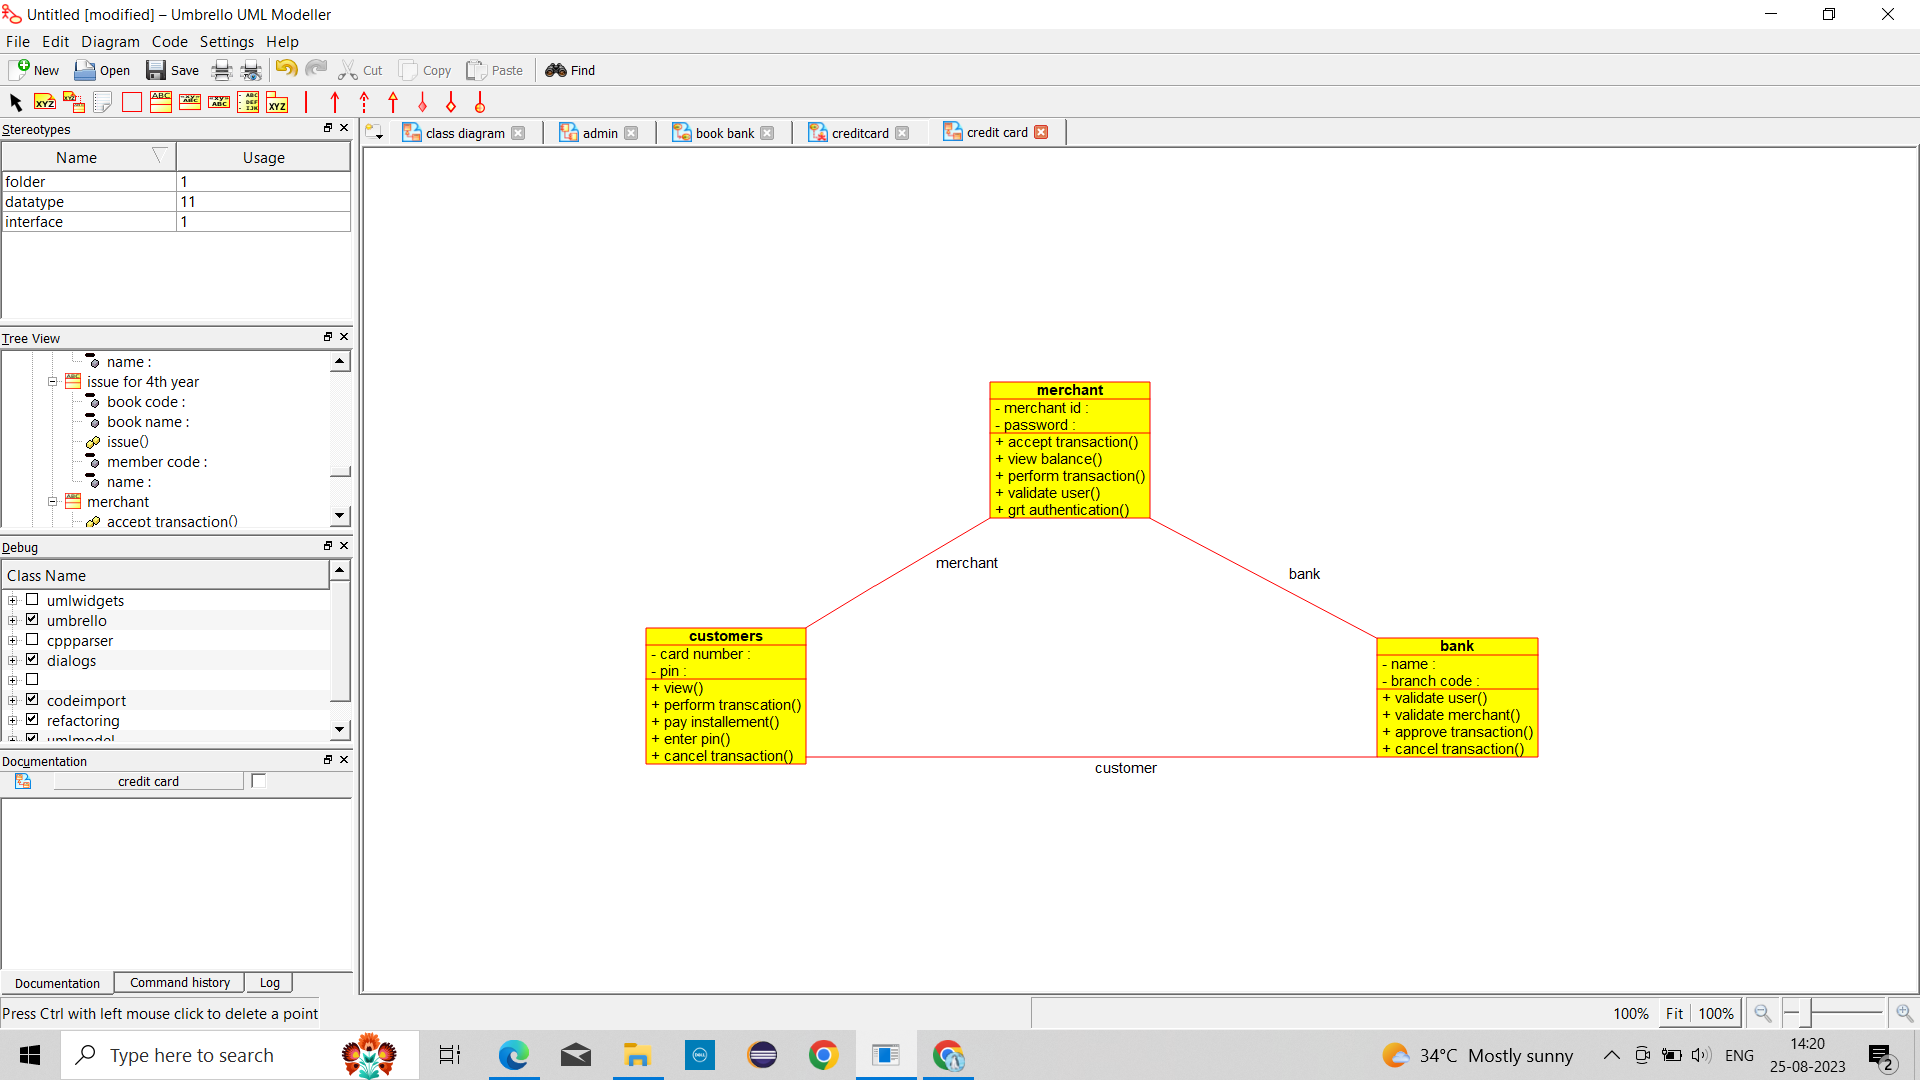 Untitled [modified] – Umbrello UML Modeller
File Edit Diagram Code Settings Help
New Open Save Cut Copy Paste Find
Stereotypes
Name Usage
folder 1
datatype 11
interface 1
Tree View
name :
issue for 4th year
book code :
book name :
issue()
member code :
name :
merchant
accept transaction()
Debug
Class Name
umlwidgets
umbrello
cppparser
dialogs
codeimport
refactoring
umlmodel
Documentation
credit card
Documentation Command history Log
Press Ctrl with left mouse click to delete a point
class diagram admin book bank creditcard credit card
merchant
- merchant id :
- password :
+ accept transaction()
+ view balance()
+ perform transaction()
+ validate user()
+ grt authentication()
merchant
bank
customers
- card number :
- pin :
+ view()
+ perform transcation()
+ pay installement()
+ enter pin()
+ cancel transaction()
bank
- name :
- branch code :
+ validate user()
+ validate merchant()
+ approve transaction()
+ cancel transaction()
customer
100% Fit 100%
Type here to search
34°C Mostly sunny
ENG
14:20
25-08-2023
2